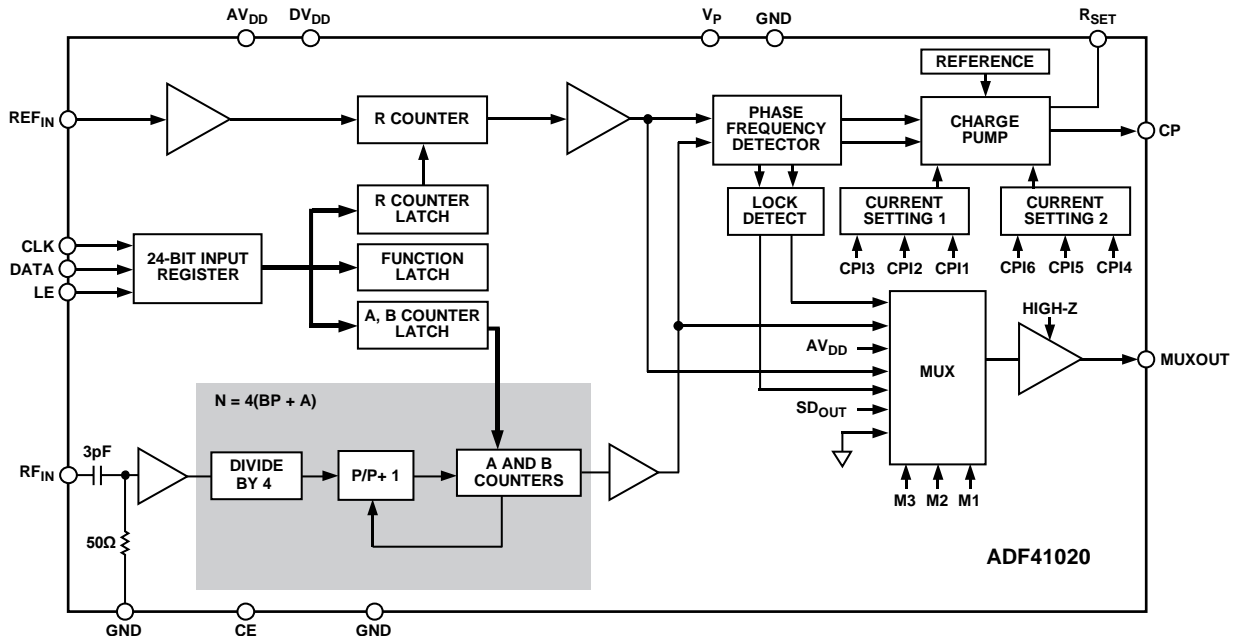 AVDD
DVDD
VP
GND
RSET
REFIN
R COUNTER
PHASE
FREQUENCY
DETECTOR
REFERENCE
CHARGE
PUMP
CP
R COUNTER
LATCH
LOCK
DETECT
CURRENT
SETTING 1
CURRENT
SETTING 2
CLK
DATA
LE
24-BIT INPUT
REGISTER
FUNCTION
LATCH
CPI3
CPI2
CPI1
CPI6
CPI5
CPI4
A, B COUNTER
LATCH
HIGH-Z
AVDD
MUX
MUXOUT
SDOUT
N = 4(BP + A)
3pF
RFIN
DIVIDE
BY 4
P/P+ 1
A AND B
COUNTERS
M3
M2
M1
50Ω
ADF41020
GND
CE
GND